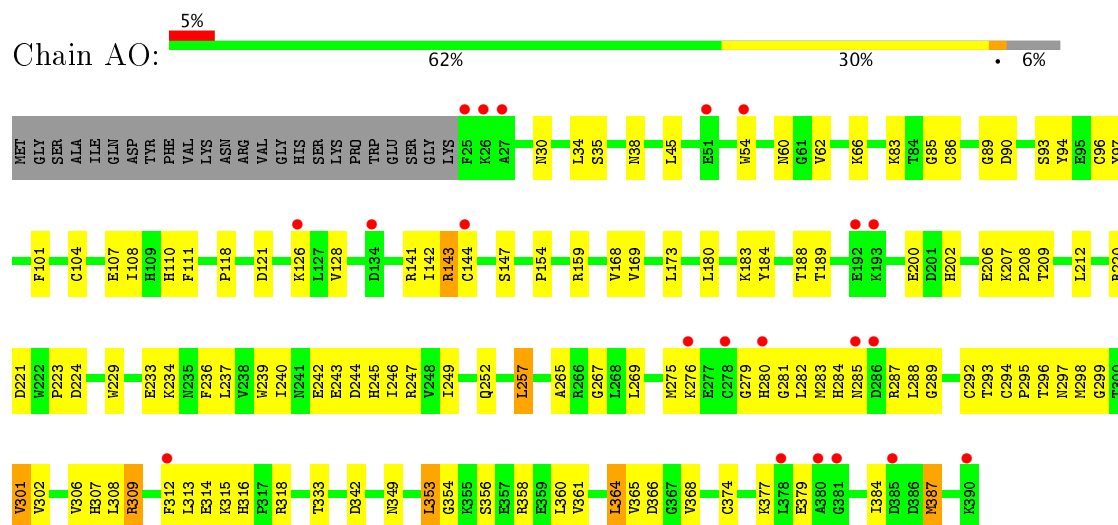 5%
Chain AO:
62% 30% • 6%
MET GLY SER ALA ILE GLN ASP TYR PHE VAL LYS ASN ARG VAL GLY HIS SER LYS PRO TRP GLU SER GLY LYS F25 K26 A27 N30 L34 S35 N38 L45 E51 W54 N60 G61 V62 K66 K83 T84 G85 C86 G89 D90 S93 Y94 E95 C96 Y97
F101 C104 E107 I108 H109 H110 F111 P118 D121 K126 L127 V128 D134 R141 I142 R143 C144 S147 P154 R159 V168 V169 L173 L180 K183 Y184 T188 T189 E192 K193 E200 D201 H202 E206 K207 P208 T209 L212
D221 W222 P223 D224 W229 E233 K234 N235 F236 L237 V238 W239 I240 N241 E242 E243 D244 H245 I246 R247 V248 I249 Q252 L257 A265 R266 G267 L268 L269 M275 K276 E277 C278 G279 H280 G281 L282 M283 H284 N285 D286 R287 L288 G289 C292 T293 C294 P295 T296 N297 M298 G299 T300
V301 V302 V306 H307 L308 R309 F312 L313 E314 K315 H316 P317 R318 T333 D342 N349 L353 G354 K355 S356 E357 R358 E359 L360 V361 L364 V365 D366 G367 V368 C374 K377 L378 E379 A380 G381 I384 D385 D386 M387 K390